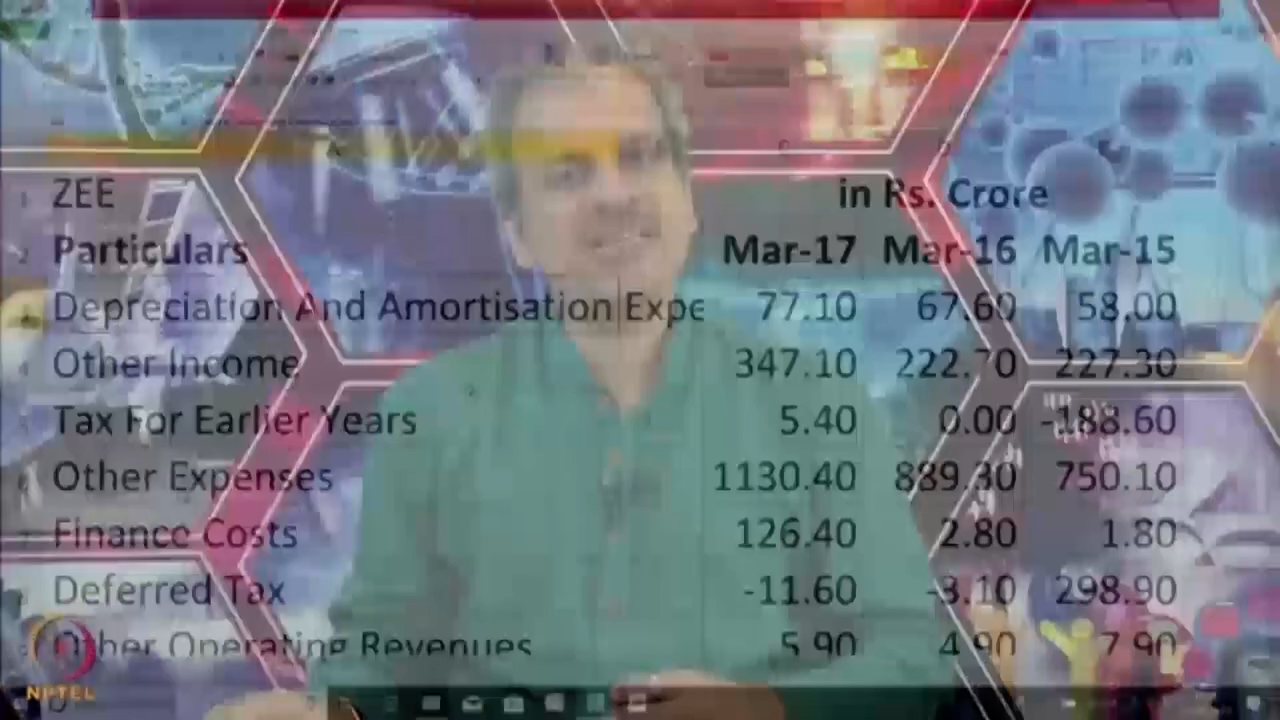 ZEE in Rs. Crore
Particulars Mar-17 Mar-16 Mar-15
Depreciation And Amortisation Expe 77.10 67.60 58.00
Other Income 347.10 222.70 227.30
Tax For Earlier Years 5.40 0.00 -188.60
Other Expenses 1130.40 889.30 750.10
Finance Costs 126.40 2.80 1.80
Deferred Tax -11.60 -3.10 298.90
Other Operating Revenues 5.90 4.90 7.90
NPTEL